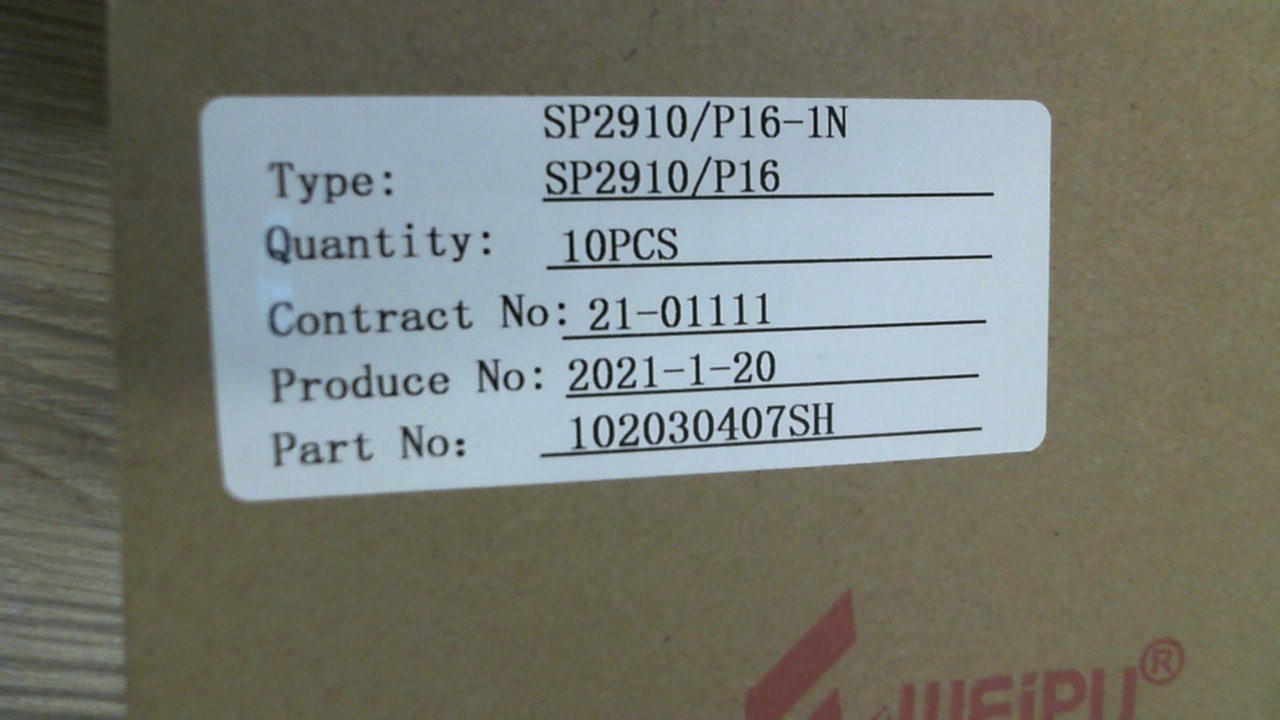 SP2910/P16-1N
Type: SP2910/P16
Quantity: 10PCS
Contract No: 21-01111
Produce No: 2021-1-20
Part No: 102030407SH
WEiPU®